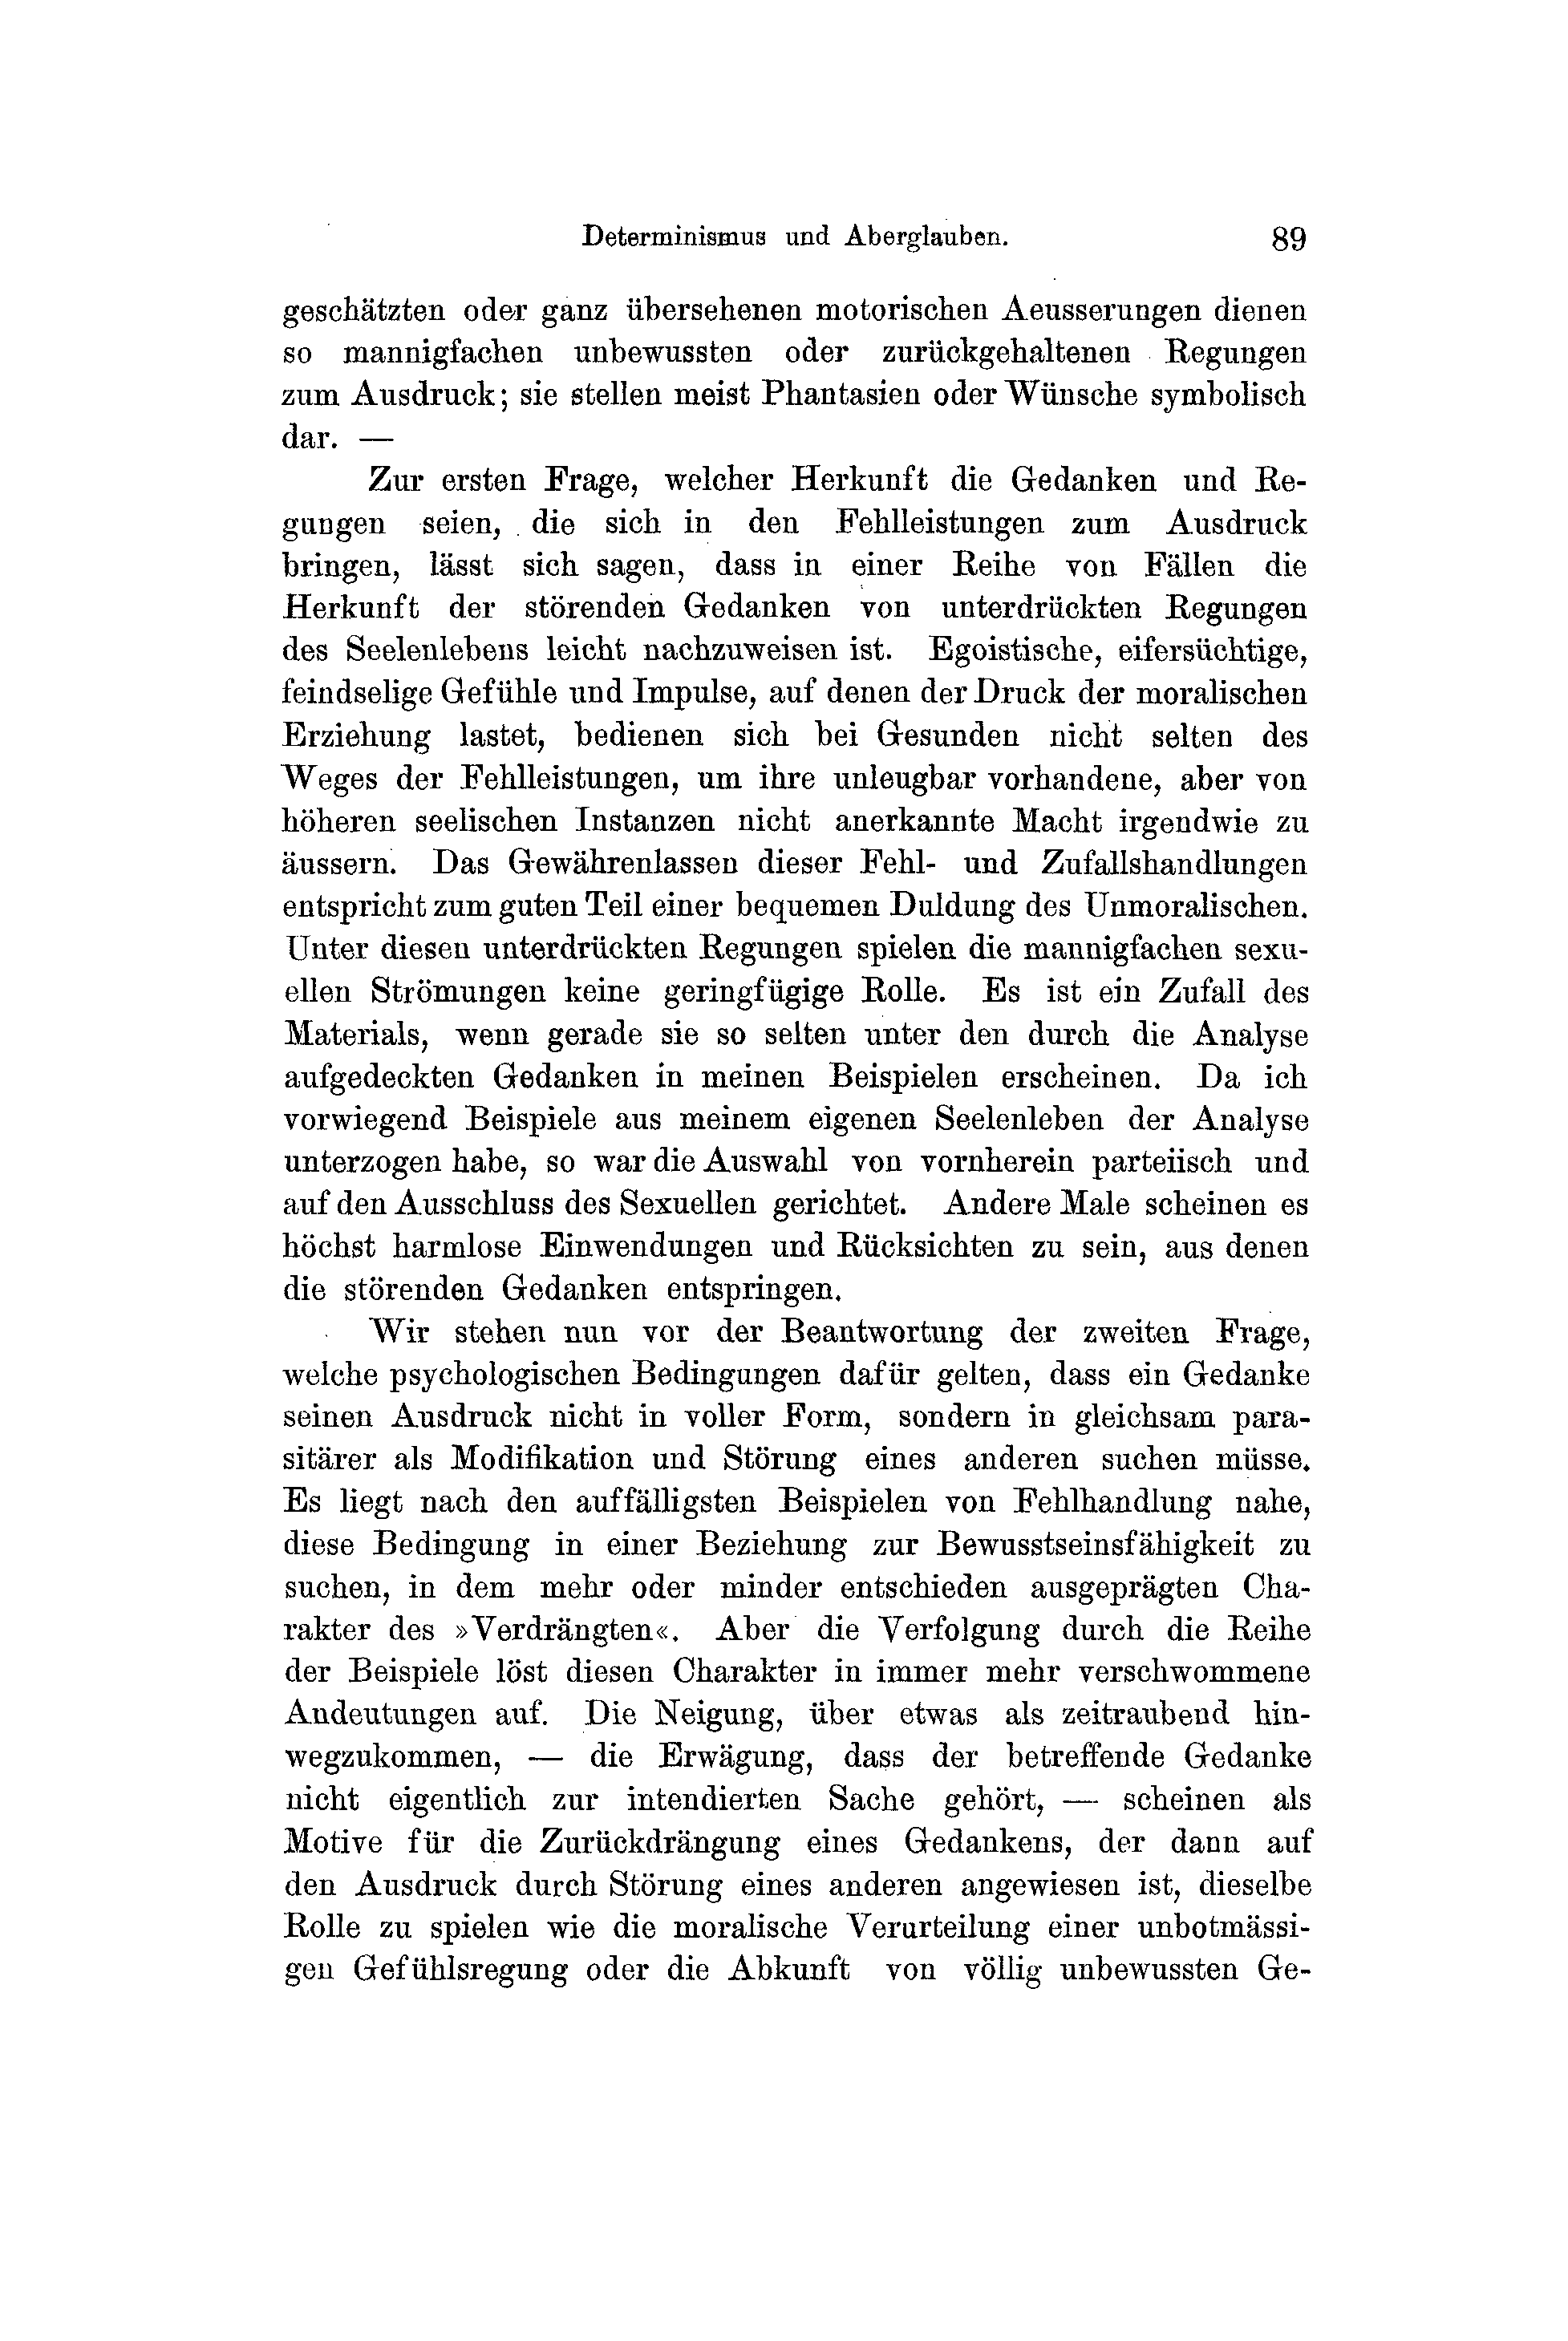 Determinismus und Aberglauben. 89
geschätzten oder ganz übersehenen motorischen Aeusserungen dienen
so mannigfachen unbewussten oder zurückgehaltenen Regungen
zum Ausdruck; sie stellen meist Phantasien oder Wünsche symbolisch
dar. —
Zur ersten Frage, welcher Herkunft die Gedanken und Re-
gungen seien, die sich in den Fehlleistungen zum Ausdruck
bringen, lässt sich sagen, dass in einer Reihe von Fällen die
Herkunft der störenden Gedanken von unterdrückten Regungen
des Seelenlebens leicht nachzuweisen ist. Egoistische, eifersüchtige,
feindselige Gefühle und Impulse, auf denen der Druck der moralischen
Erziehung lastet, bedienen sich bei Gesunden nicht selten des
Weges der Fehlleistungen, um ihre unleugbar vorhandene, aber von
höheren seelischen Instanzen nicht anerkannte Macht irgendwie zu
äussern. Das Gewährenlassen dieser Fehl- und Zufallshandlungen
entspricht zum guten Teil einer bequemen Duldung des Unmoralischen.
Unter diesen unterdrückten Regungen spielen die mannigfachen sexu-
ellen Strömungen keine geringfügige Rolle. Es ist ein Zufall des
Materials, wenn gerade sie so selten unter den durch die Analyse
aufgedeckten Gedanken in meinen Beispielen erscheinen. Da ich
vorwiegend Beispiele aus meinem eigenen Seelenleben der Analyse
unterzogen habe, so war die Auswahl von vornherein parteiisch und
auf den Ausschluss des Sexuellen gerichtet. Andere Male scheinen es
höchst harmlose Einwendungen und Rücksichten zu sein, aus denen
die störenden Gedanken entspringen.
Wir stehen nun vor der Beantwortung der zweiten Frage,
welche psychologischen Bedingungen dafür gelten, dass ein Gedanke
seinen Ausdruck nicht in voller Form, sondern in gleichsam para-
sitärer als Modifikation und Störung eines anderen suchen müsse.
Es liegt nach den auffälligsten Beispielen von Fehlhandlung nahe,
diese Bedingung in einer Beziehung zur Bewusstseinsfähigkeit zu
suchen, in dem mehr oder minder entschieden ausgeprägten Cha-
rakter des »Verdrängten«. Aber die Verfolgung durch die Reihe
der Beispiele löst diesen Charakter in immer mehr verschwommene
Andeutungen auf. Die Neigung, über etwas als zeitraubend hin-
wegzukommen, — die Erwägung, dass der betreffende Gedanke
nicht eigentlich zur intendierten Sache gehört, — scheinen als
Motive für die Zurückdrängung eines Gedankens, der dann auf
den Ausdruck durch Störung eines anderen angewiesen ist, dieselbe
Rolle zu spielen wie die moralische Verurteilung einer unbotmässi-
gen Gefühlsregung oder die Abkunft von völlig unbewussten Ge-